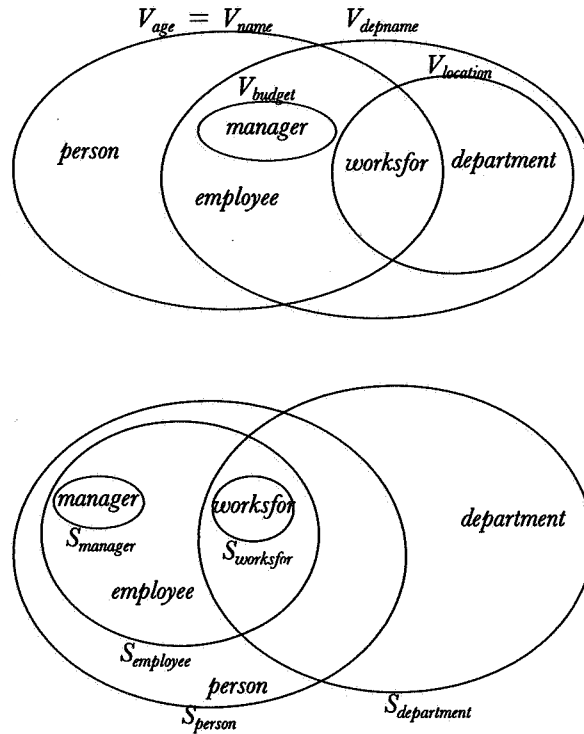 V_age = V_name V_depname
V_location
V_budget
manager
person worksfor department
employee
manager worksfor department
S_manager S_worksfor
employee
S_employee
person
S_person S_department